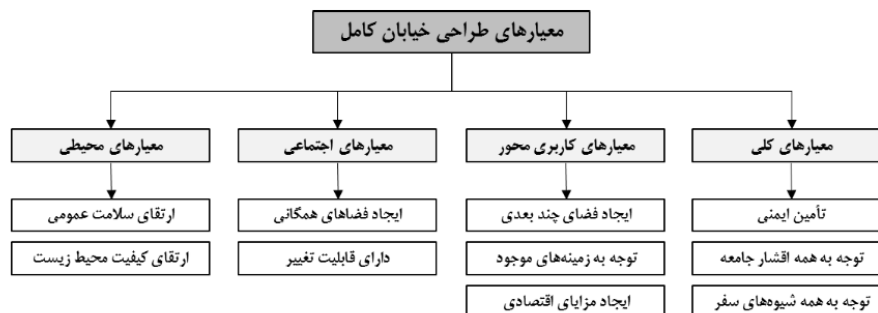 معیارهای طراحی خیابان کامل
معیارهای کلی
معیارهای کاربری محور
معیارهای اجتماعی
معیارهای محیطی
تأمین ایمنی
توجه به همه اقشار جامعه
توجه به همه شیوه‌های سفر
ایجاد فضای چند بعدی
توجه به زمینه‌های موجود
ایجاد مزایای اقتصادی
ایجاد فضاهای همگانی
دارای قابلیت تغییر
ارتقای سلامت عمومی
ارتقای کیفیت محیط زیست